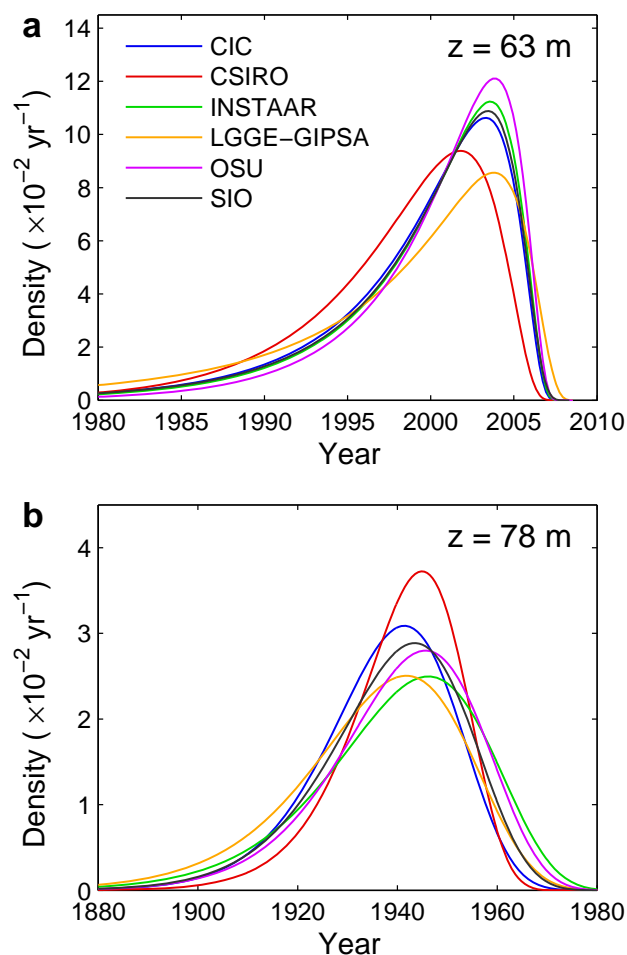 a
z = 63 m
CIC
CSIRO
INSTAAR
LGGE−GIPSA
OSU
SIO
Density ( ×10⁻² yr⁻¹)
14
12
10
8
6
4
2
0
1980 1985 1990 1995 2000 2005 2010
Year
b
z = 78 m
Density ( ×10⁻² yr⁻¹)
4
3
2
1
0
1880 1900 1920 1940 1960 1980
Year